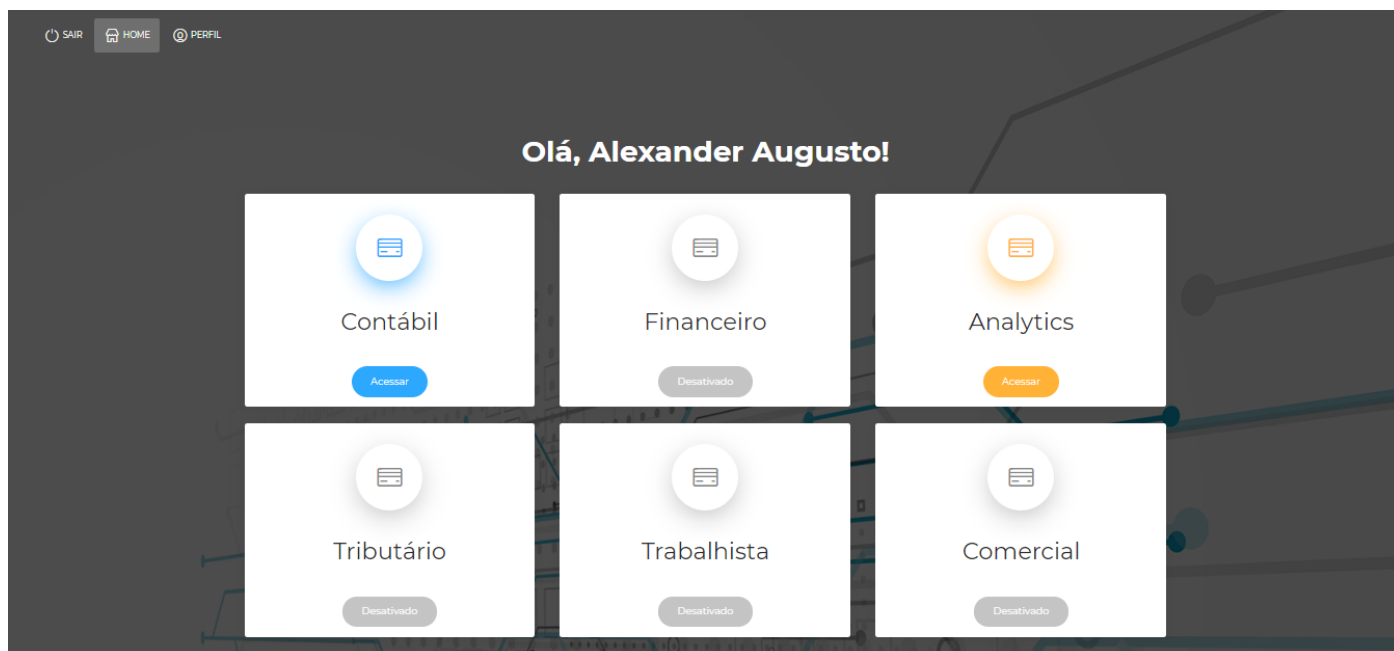 SAIR HOME PERFIL
Olá, Alexander Augusto!
Contábil Financeiro Analytics
Acessar Desativado Acessar
Tributário Trabalhista Comercial
Desativado Desativado Desativado